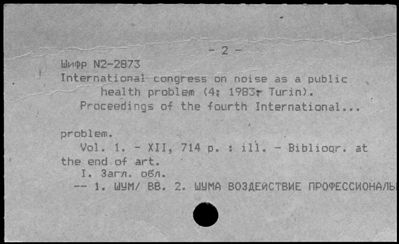 - 2 -
Шифр N2-2873
International congress on noise as a public
health problem (4; 1983; Turin).
Proceedings of the fourth International...
problem.
Vol. 1. - XII, 714 p. : ill. - Bibliogr. at
the end of art.
I. Загл. обл.
-- 1. ШУМ/ ВВ. 2. ШУМА ВОЗДЕЙСТВИЕ ПРОФЕССИОНАЛЬ